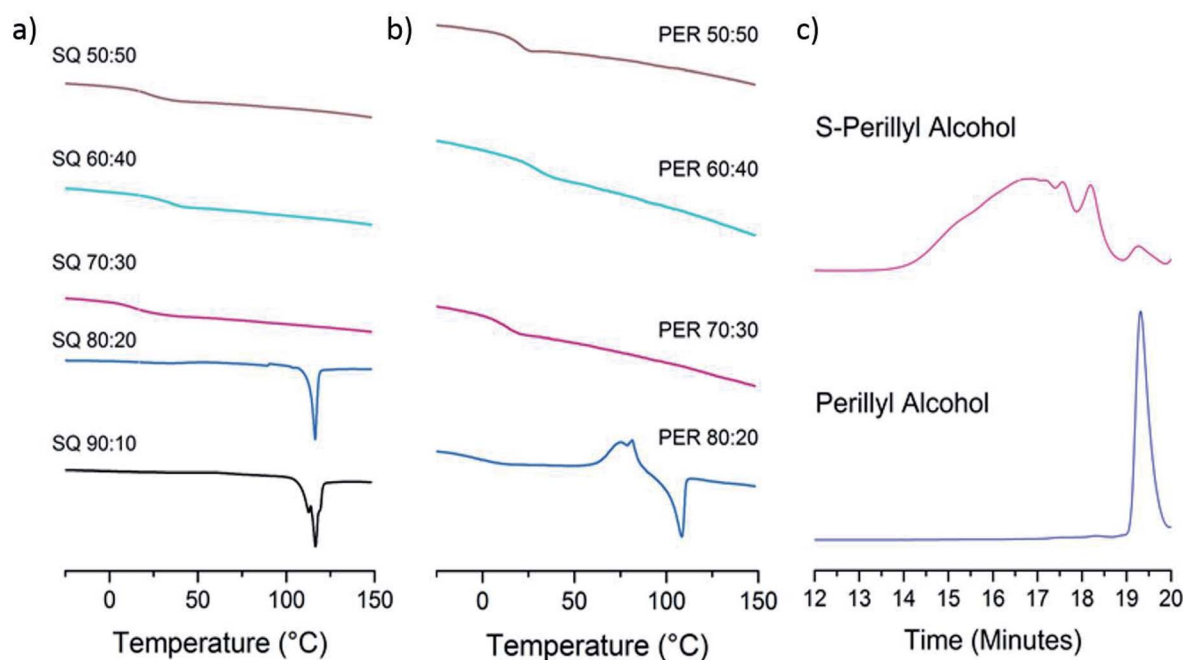 a)
SQ 50:50
SQ 60:40
SQ 70:30
SQ 80:20
SQ 90:10
0 50 100 150
Temperature (°C)
b)
PER 50:50
PER 60:40
PER 70:30
PER 80:20
0 50 100 150
Temperature (°C)
c)
S-Perillyl Alcohol
Perillyl Alcohol
12 13 14 15 16 17 18 19 20
Time (Minutes)